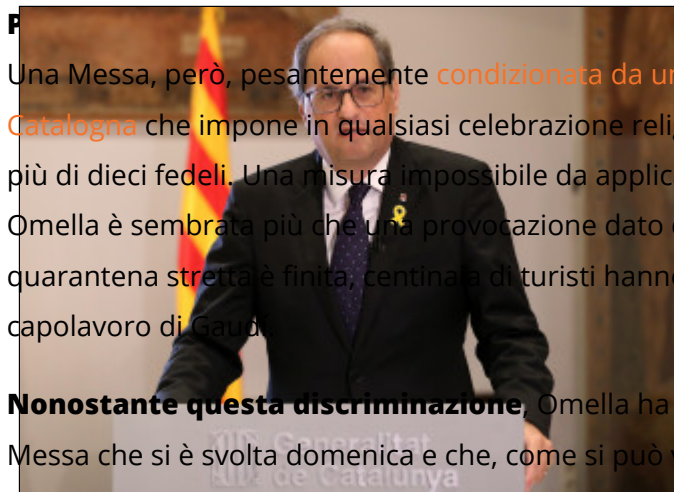 P
Una Messa, però, pesantemente condizionata da un
Catalogna che impone in qualsiasi celebrazione reli
più di dieci fedeli. Una misura impossibile da applic
Omella è sembrata più che una provocazione dato
quarantena stretta è finita, centinaia di turisti hann
capolavoro di Gaudí.
Nonostante questa discriminazione, Omella ha
Messa che si è svolta domenica e che, come si può v
Generalitat
de Catalunya